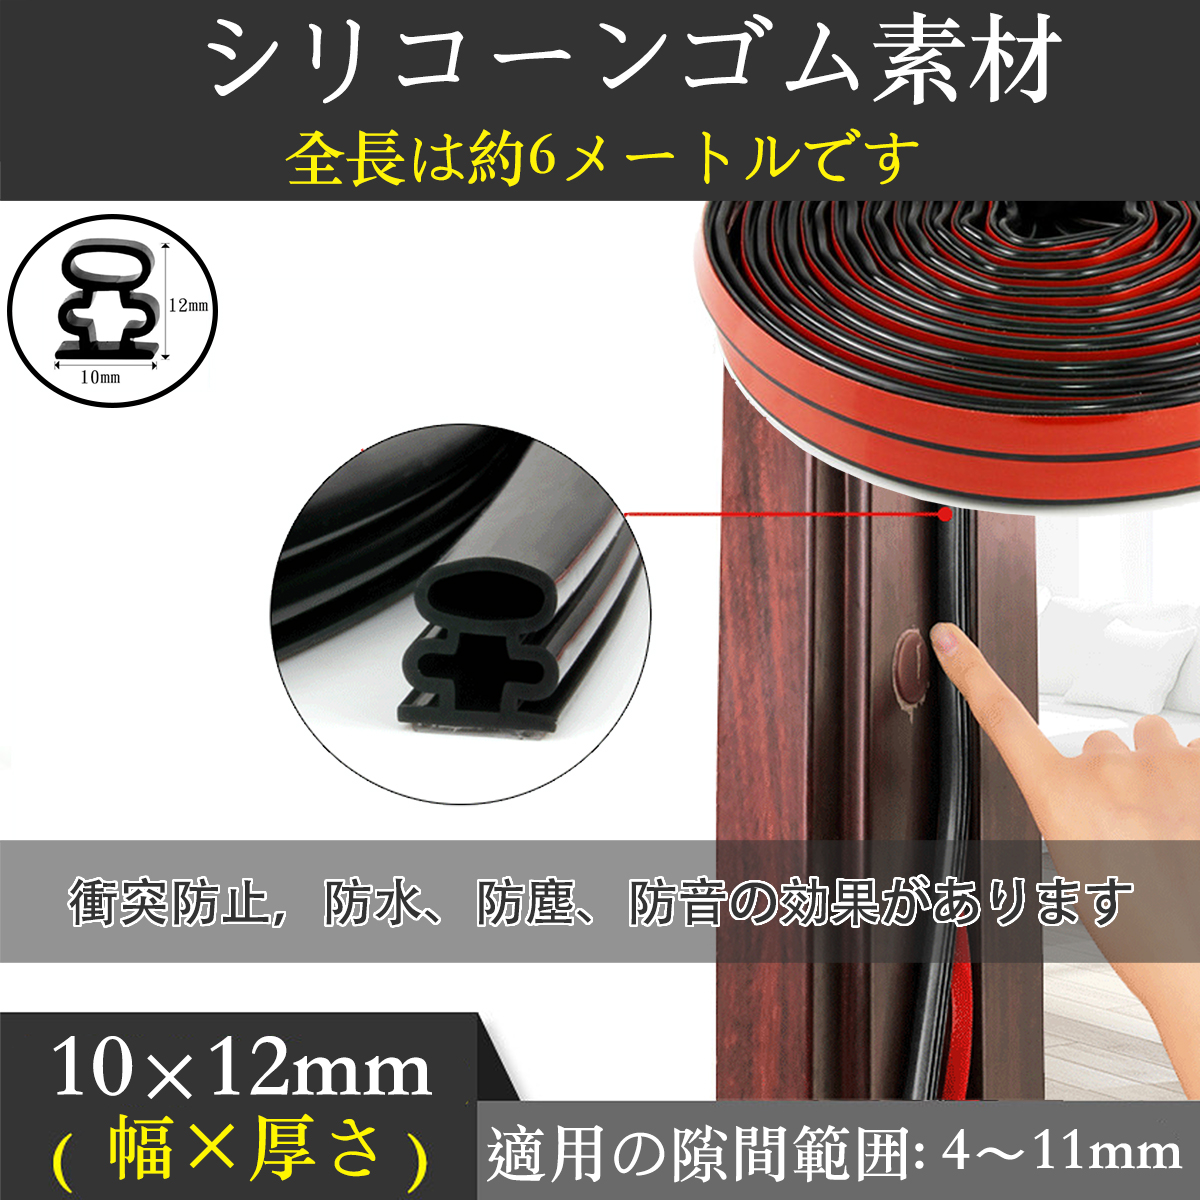 シリコーンゴム素材
全長は約6メートルです
12mm
10mm
衝突防止, 防水、防塵、防音の効果があります
10×12mm
( 幅×厚さ )
適用の隙間範囲: 4～11mm